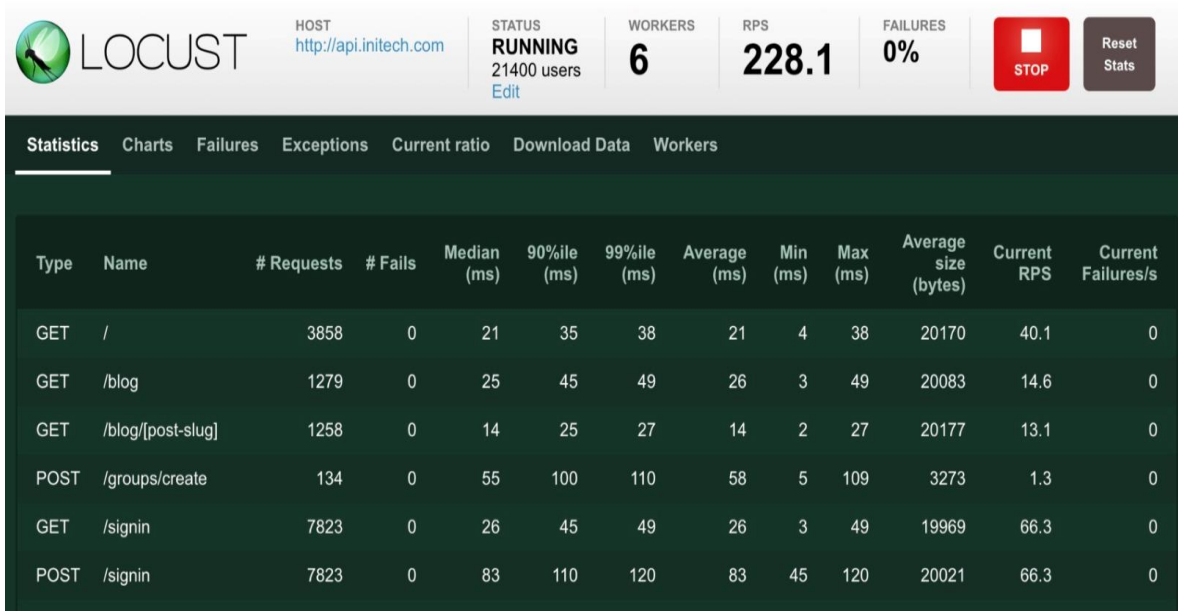 LOCUST
HOST
http://api.initech.com
STATUS
RUNNING
21400 users
Edit
WORKERS
6
RPS
228.1
FAILURES
0%
STOP
Reset
Stats
Statistics Charts Failures Exceptions Current ratio Download Data Workers
Type Name # Requests # Fails Median (ms) 90%ile (ms) 99%ile (ms) Average (ms) Min (ms) Max (ms) Average size (bytes) Current RPS Current Failures/s
GET / 3858 0 21 35 38 21 4 38 20170 40.1 0
GET /blog 1279 0 25 45 49 26 3 49 20083 14.6 0
GET /blog/[post-slug] 1258 0 14 25 27 14 2 27 20177 13.1 0
POST /groups/create 134 0 55 100 110 58 5 109 3273 1.3 0
GET /signin 7823 0 26 45 49 26 3 49 19969 66.3 0
POST /signin 7823 0 83 110 120 83 45 120 20021 66.3 0